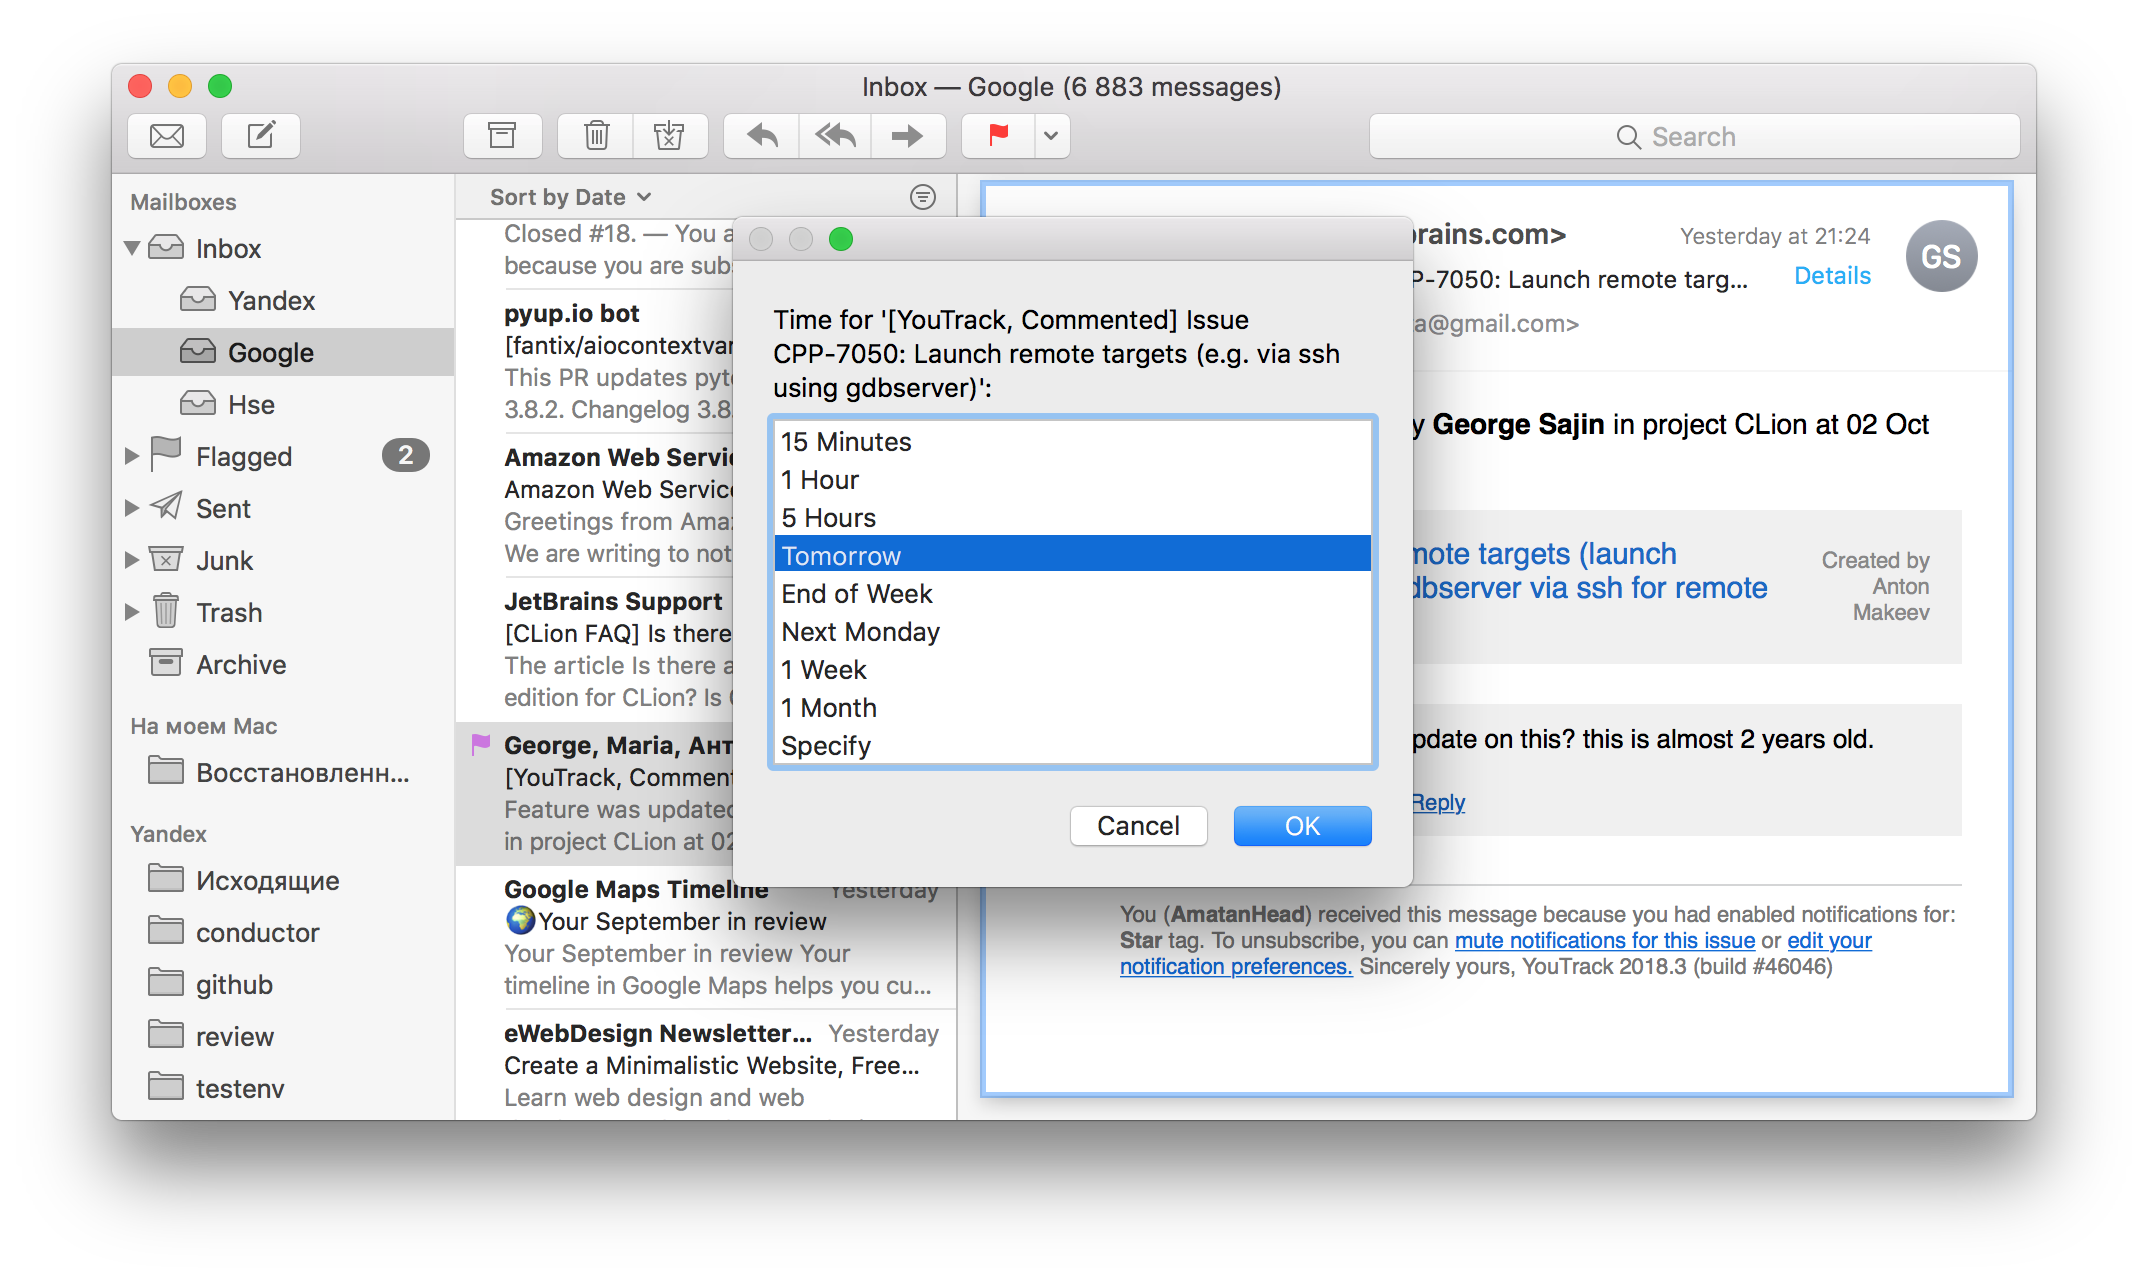 Inbox — Google (6 883 messages)
Search
Mailboxes
Inbox
Yandex
Google
Hse
Flagged 2
Sent
Junk
Trash
Archive
На моем Mac
Восстановленн...
Yandex
Исходящие
conductor
github
review
testenv
Sort by Date
Closed #18. — You a
because you are sub
pyup.io bot
[fantix/aiocontextvar
This PR updates pyt
3.8.2. Changelog 3.8
Amazon Web Servi
Amazon Web Servic
Greetings from Ama
We are writing to not
JetBrains Support
[CLion FAQ] Is there
The article Is there a
edition for CLion? Is
George, Maria, Ант
[YouTrack, Comment
Feature was updated
in project CLion at 02
Google Maps Timeline Yesterday
Your September in review
Your September in review Your
timeline in Google Maps helps you cu...
eWebDesign Newsletter... Yesterday
Create a Minimalistic Website, Free...
Learn web design and web
Time for '[YouTrack, Commented] Issue
CPP-7050: Launch remote targets (e.g. via ssh
using gdbserver)':
15 Minutes
1 Hour
5 Hours
Tomorrow
End of Week
Next Monday
1 Week
1 Month
Specify
Cancel OK
rains.com> Yesterday at 21:24
GS
P-7050: Launch remote targ... Details
a@gmail.com>
y George Sajin in project CLion at 02 Oct
mote targets (launch
dbserver via ssh for remote
Created by
Anton
Makeev
pdate on this? this is almost 2 years old.
Reply
You (AmatanHead) received this message because you had enabled notifications for:
Star tag. To unsubscribe, you can mute notifications for this issue or edit your
notification preferences. Sincerely yours, YouTrack 2018.3 (build #46046)